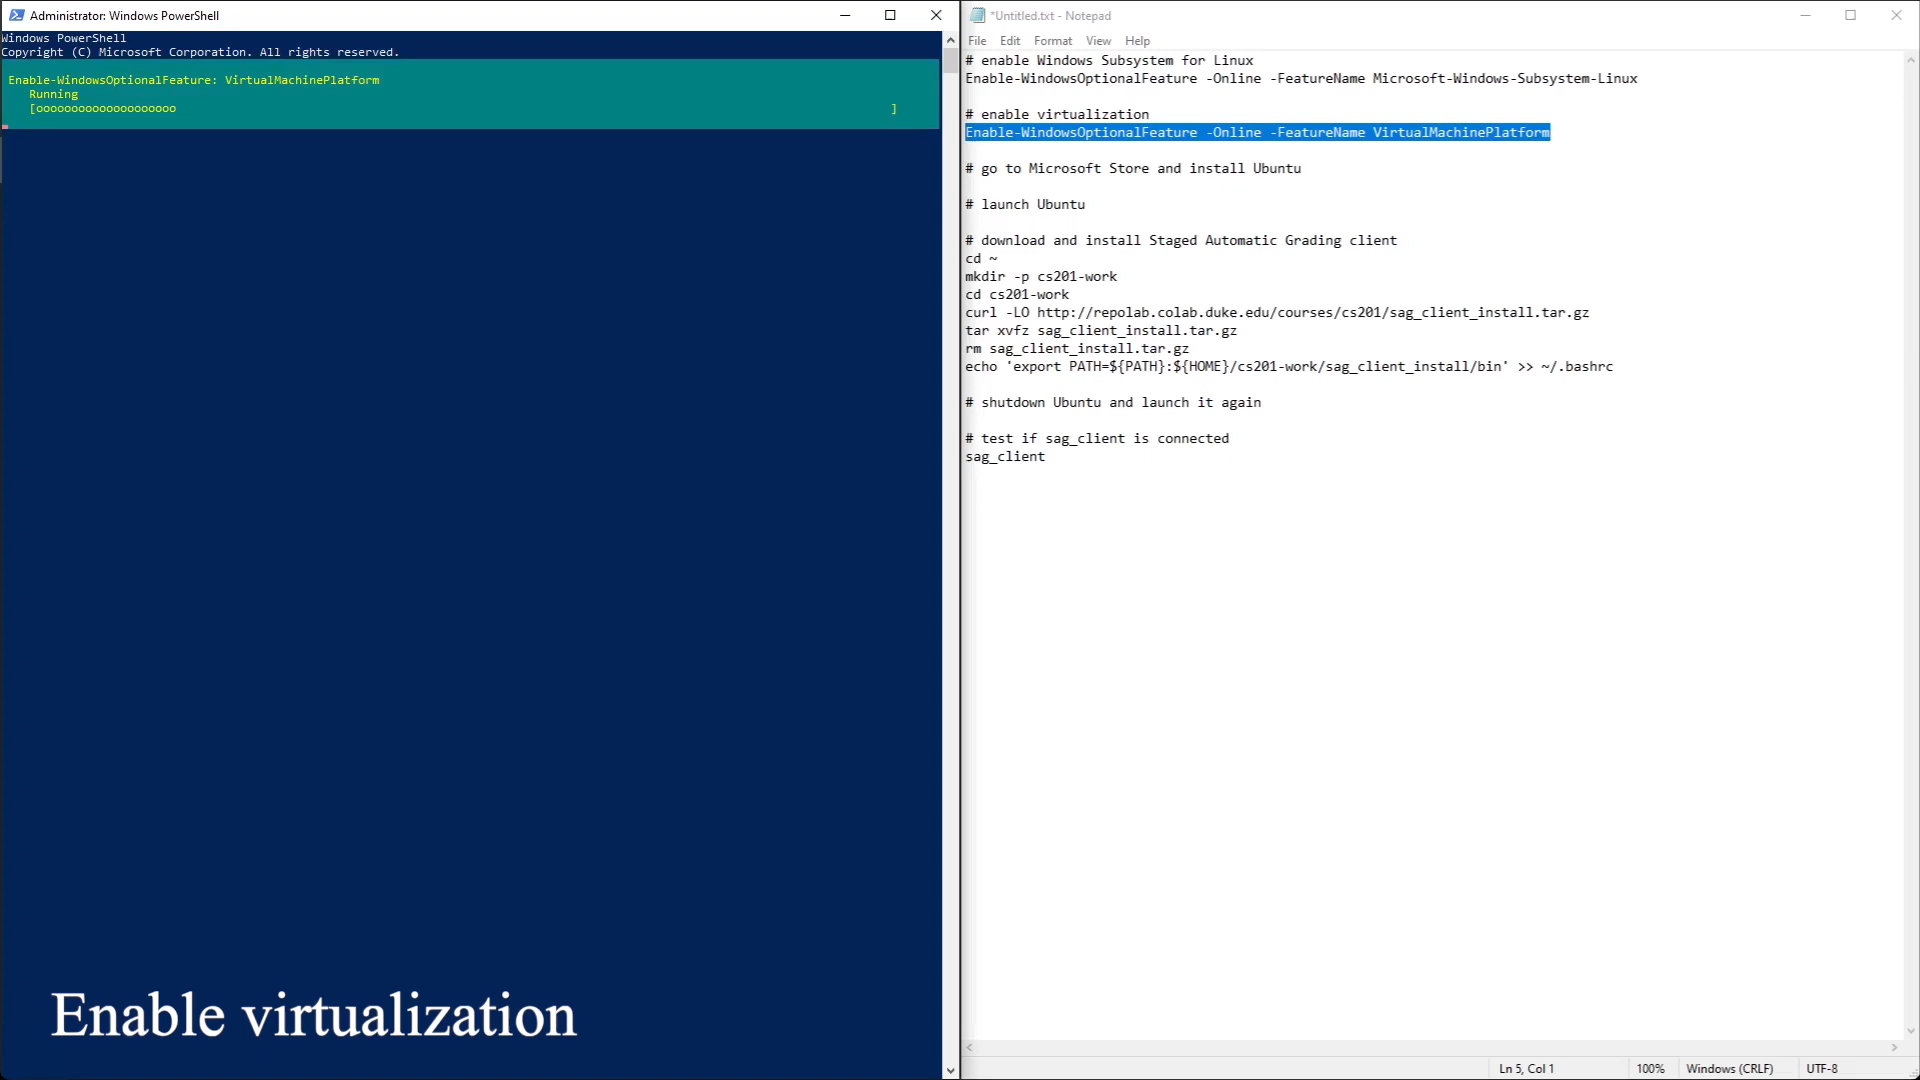 Administrator: Windows PowerShell
Windows PowerShell
Copyright (C) Microsoft Corporation. All rights reserved.
Enable-WindowsOptionalFeature: VirtualMachinePlatform
Running
[oooooooooooooooooooo ]
Enable virtualization
*Untitled.txt - Notepad
File Edit Format View Help
# enable Windows Subsystem for Linux
Enable-WindowsOptionalFeature -Online -FeatureName Microsoft-Windows-Subsystem-Linux
# enable virtualization
Enable-WindowsOptionalFeature -Online -FeatureName VirtualMachinePlatform
# go to Microsoft Store and install Ubuntu
# launch Ubuntu
# download and install Staged Automatic Grading client
cd ~
mkdir -p cs201-work
cd cs201-work
curl -LO http://repolab.colab.duke.edu/courses/cs201/sag_client_install.tar.gz
tar xvfz sag_client_install.tar.gz
rm sag_client_install.tar.gz
echo 'export PATH=${PATH}:${HOME}/cs201-work/sag_client_install/bin' >> ~/.bashrc
# shutdown Ubuntu and launch it again
# test if sag_client is connected
sag_client
Ln 5, Col 1 100% Windows (CRLF) UTF-8